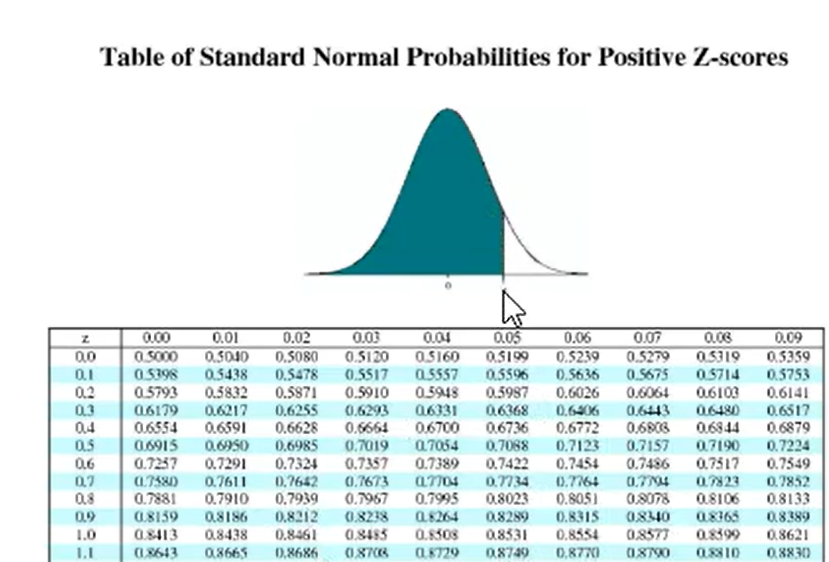 Table of Standard Normal Probabilities for Positive Z-scores
0
z 0.00 0.01 0.02 0.03 0.04 0.05 0.06 0.07 0.08 0.09
0.0 0.5000 0.5040 0.5080 0.5120 0.5160 0.5199 0.5239 0.5279 0.5319 0.5359
0.1 0.5398 0.5438 0.5478 0.5517 0.5557 0.5596 0.5636 0.5675 0.5714 0.5753
0.2 0.5793 0.5832 0.5871 0.5910 0.5948 0.5987 0.6026 0.6064 0.6103 0.6141
0.3 0.6179 0.6217 0.6255 0.6293 0.6331 0.6368 0.6406 0.6443 0.6480 0.6517
0.4 0.6554 0.6591 0.6628 0.6664 0.6700 0.6736 0.6772 0.6808 0.6844 0.6879
0.5 0.6915 0.6950 0.6985 0.7019 0.7054 0.7088 0.7123 0.7157 0.7190 0.7224
0.6 0.7257 0.7291 0.7324 0.7357 0.7389 0.7422 0.7454 0.7486 0.7517 0.7549
0.7 0.7580 0.7611 0.7642 0.7673 0.7704 0.7734 0.7764 0.7794 0.7823 0.7852
0.8 0.7881 0.7910 0.7939 0.7967 0.7995 0.8023 0.8051 0.8078 0.8106 0.8133
0.9 0.8159 0.8186 0.8212 0.8238 0.8264 0.8289 0.8315 0.8340 0.8365 0.8389
1.0 0.8413 0.8438 0.8461 0.8485 0.8508 0.8531 0.8554 0.8577 0.8599 0.8621
1.1 0.8643 0.8665 0.8686 0.8708 0.8729 0.8749 0.8770 0.8790 0.8810 0.8830